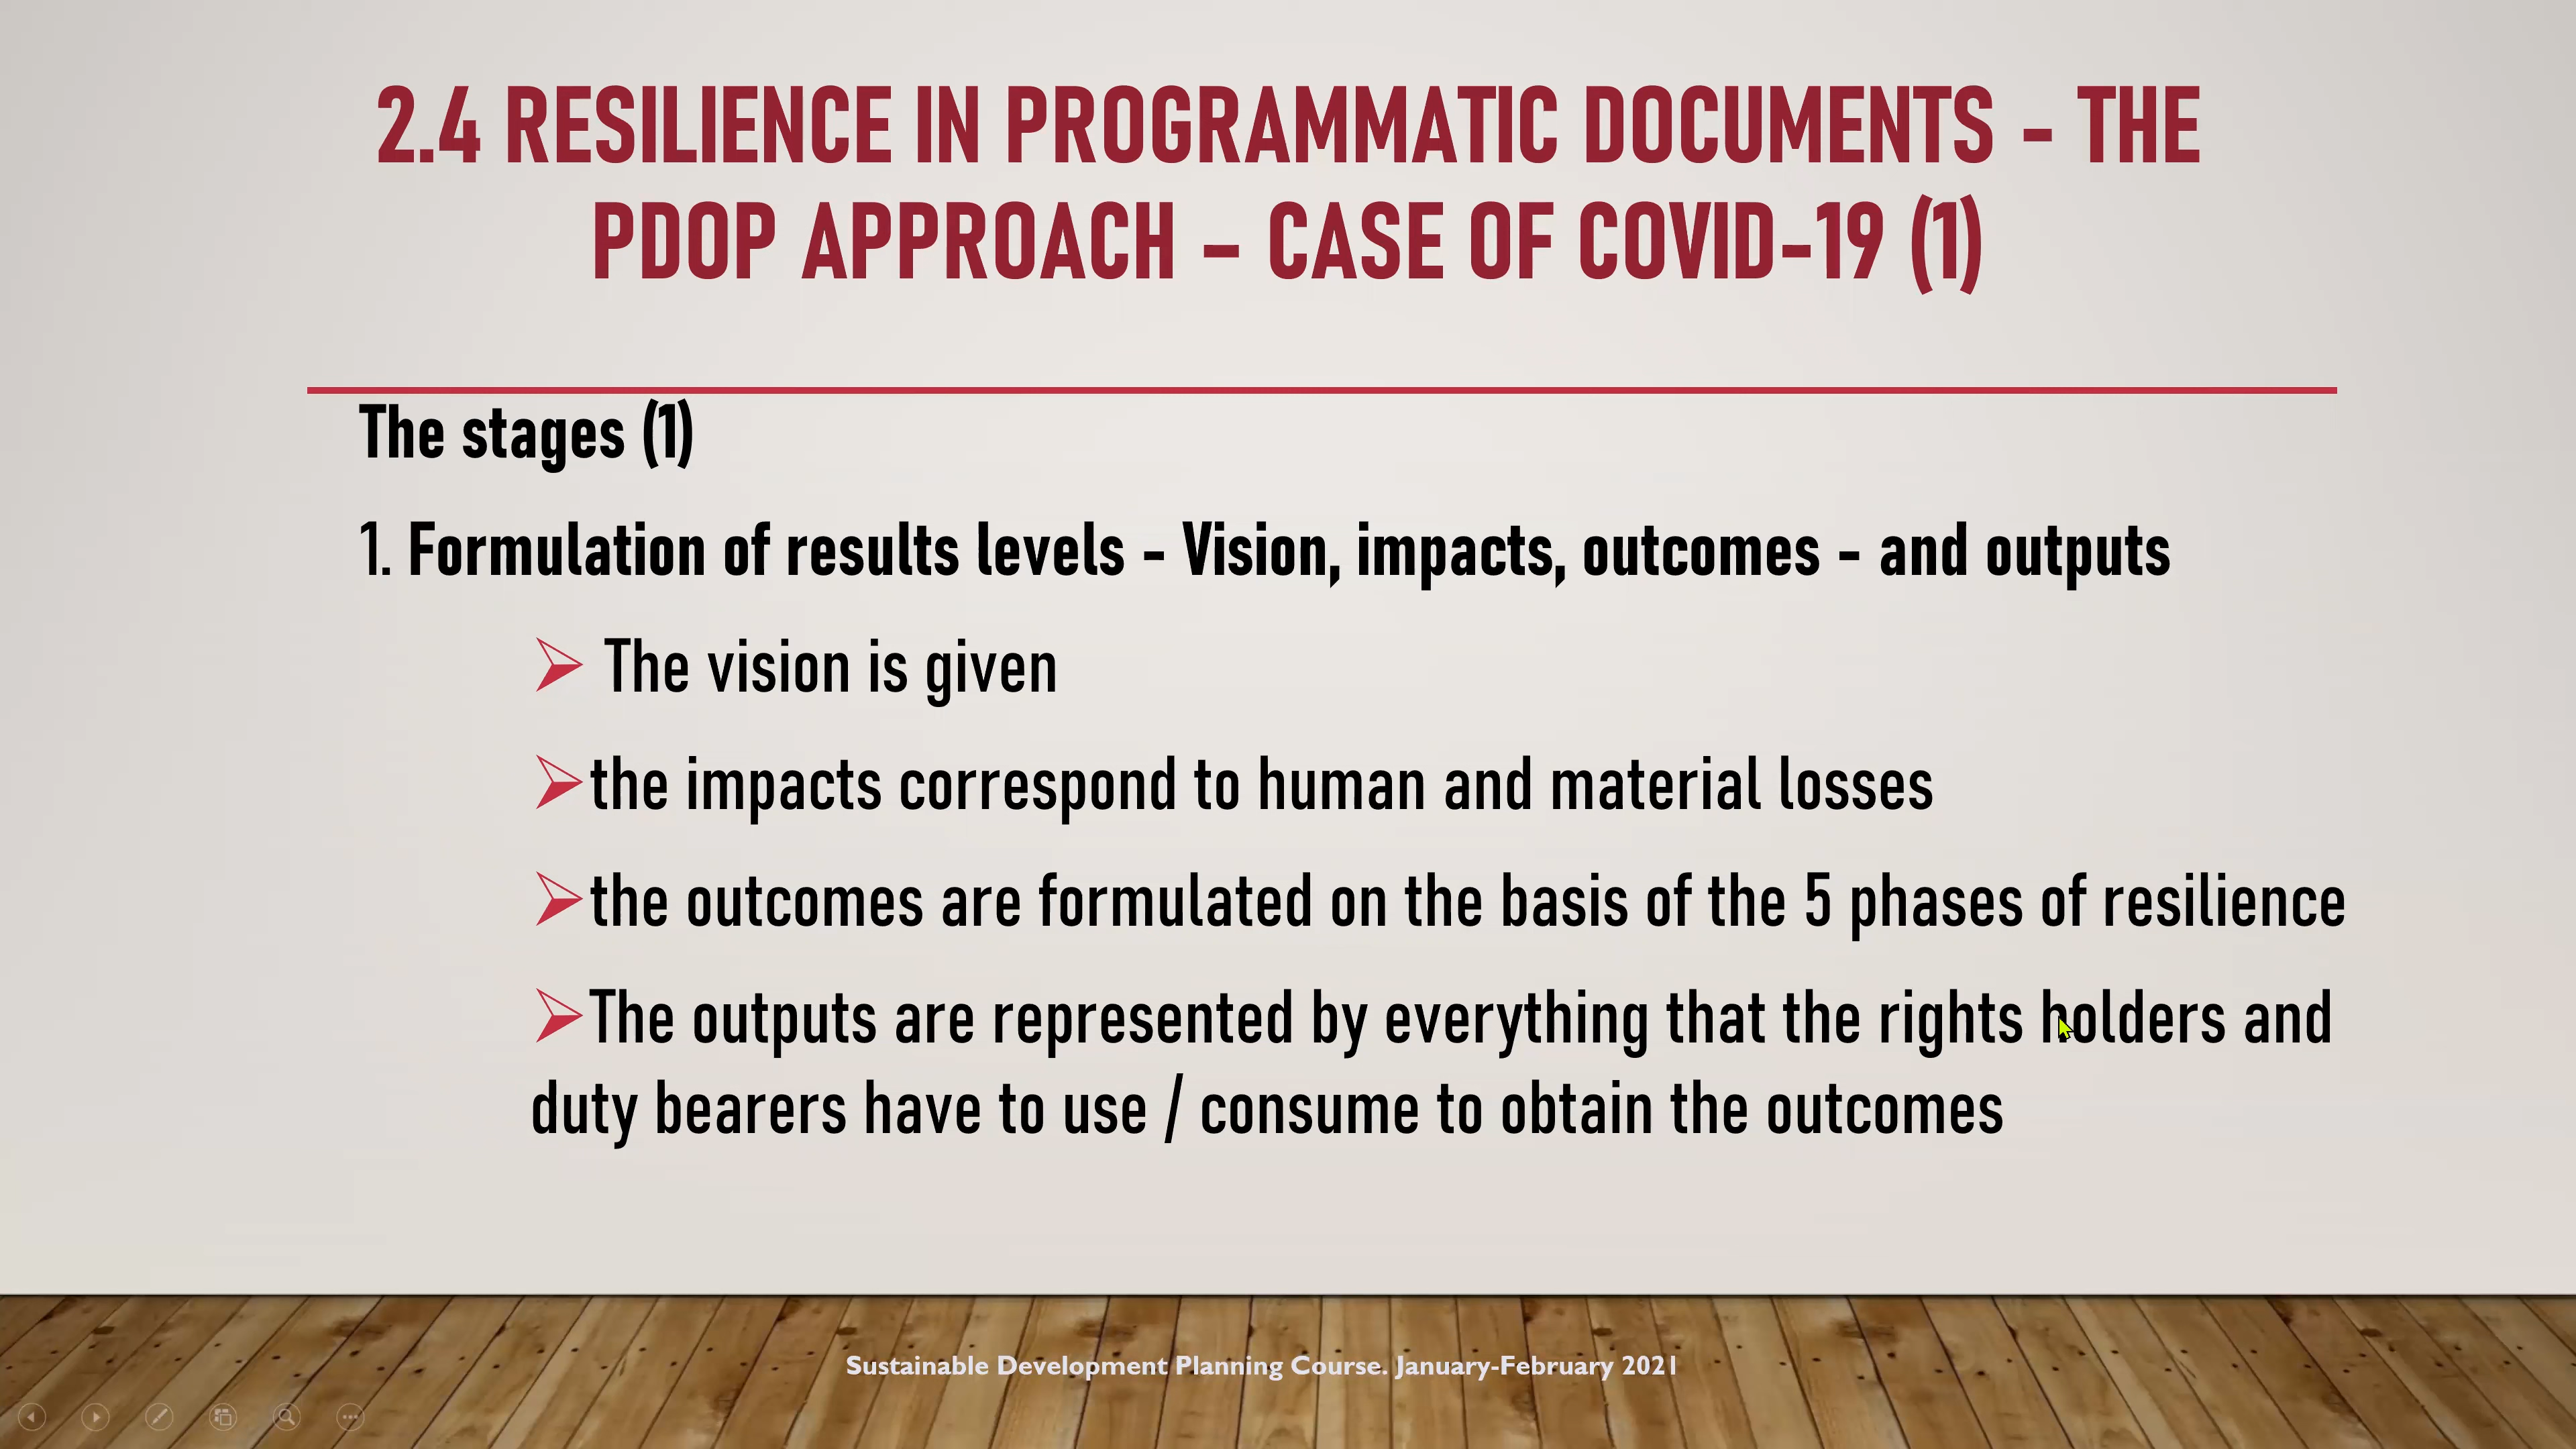 2.4 RESILIENCE IN PROGRAMMATIC DOCUMENTS - THE
PDOP APPROACH – CASE OF COVID-19 (1)
The stages (1)
1. Formulation of results levels - Vision, impacts, outcomes - and outputs
The vision is given
the impacts correspond to human and material losses
the outcomes are formulated on the basis of the 5 phases of resilience
The outputs are represented by everything that the rights holders and
duty bearers have to use / consume to obtain the outcomes
Sustainable Development Planning Course. January-February 2021